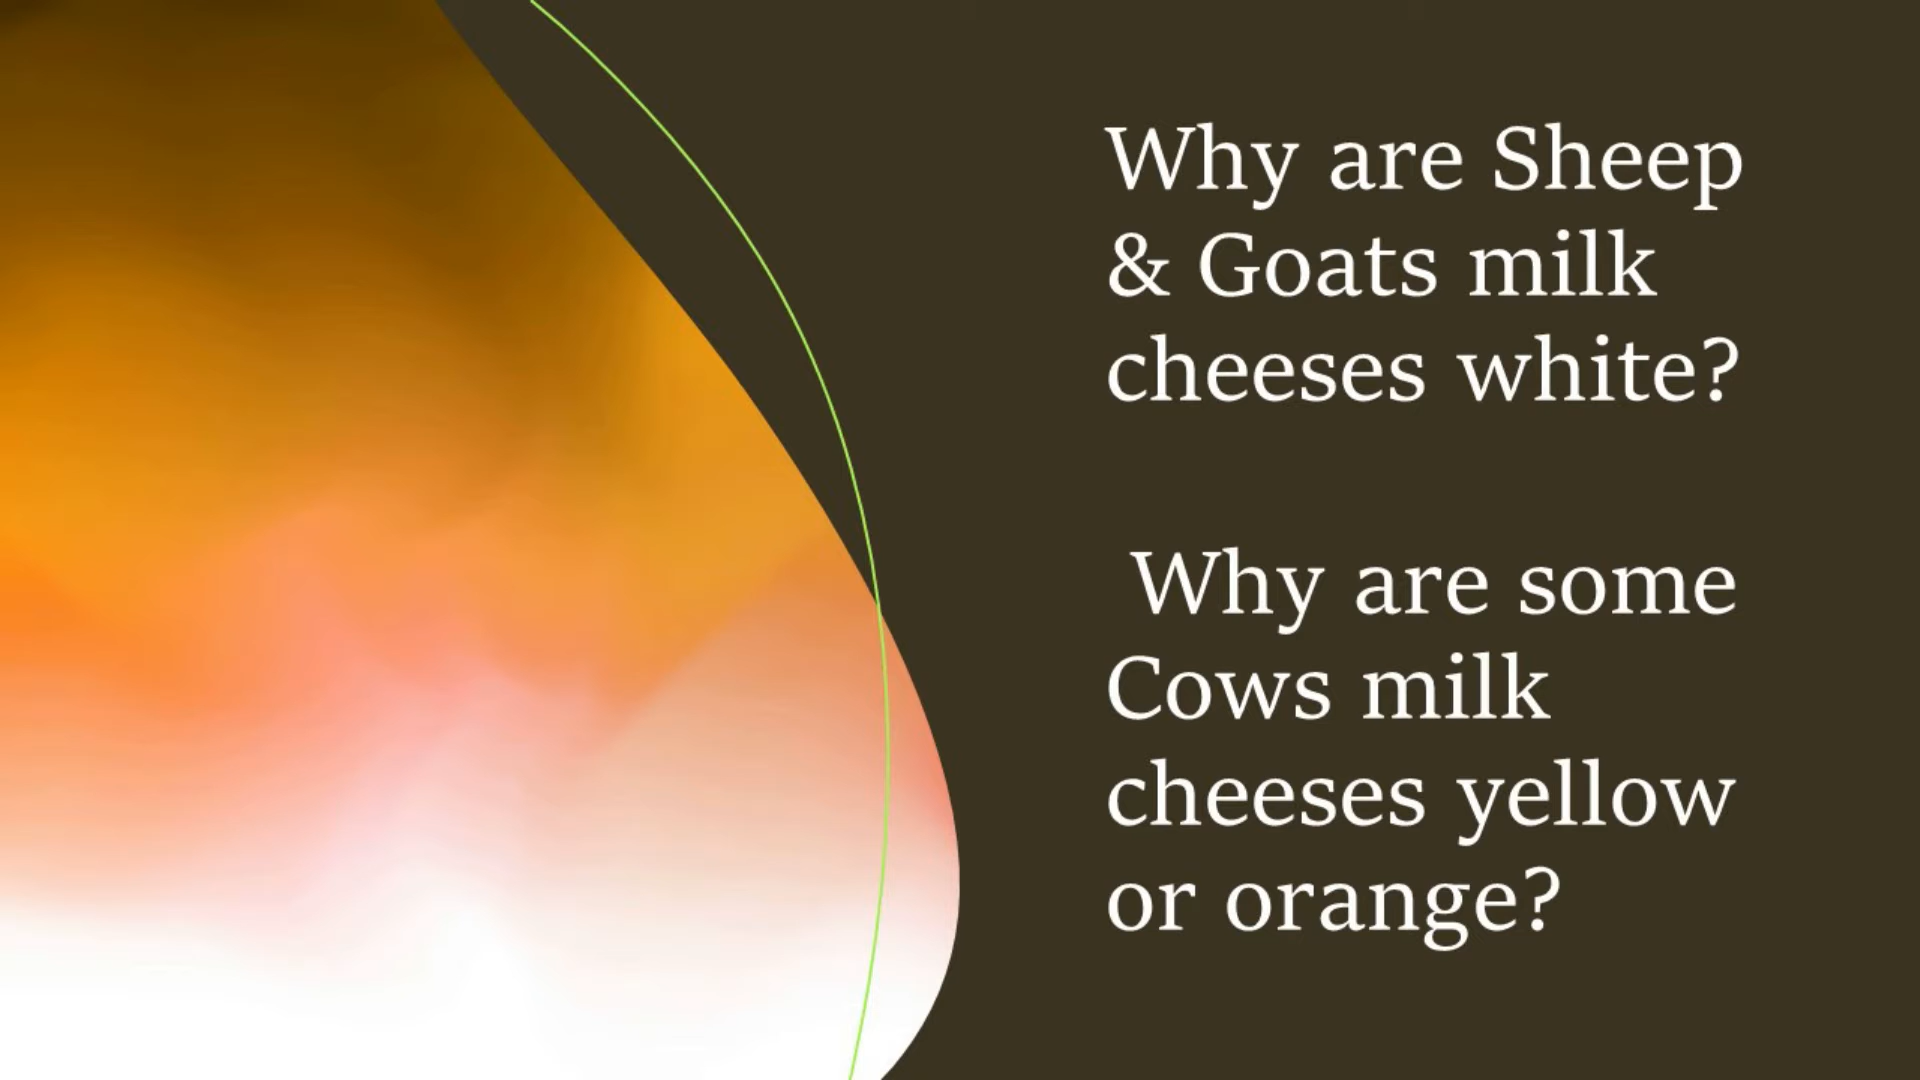 Why are Sheep
& Goats milk
cheeses white?
Why are some
Cows milk
cheeses yellow
or orange?